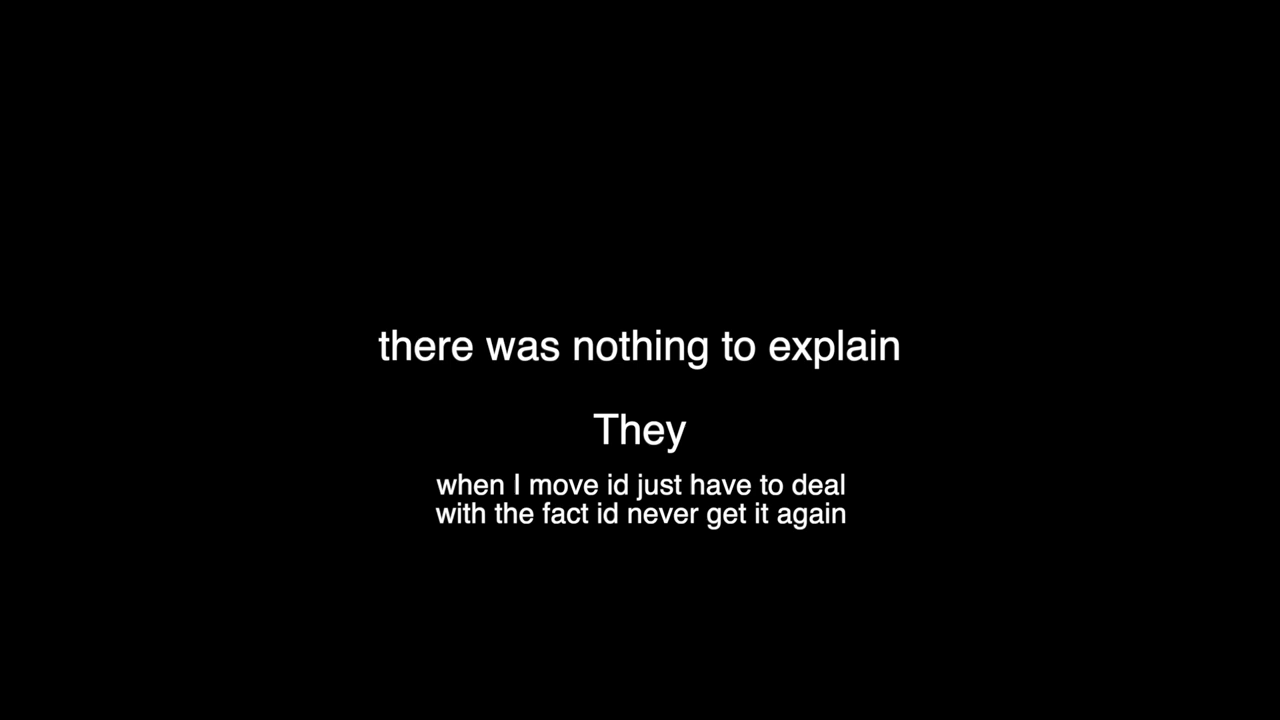 there was nothing to explain
They
when I move id just have to deal
with the fact id never get it again